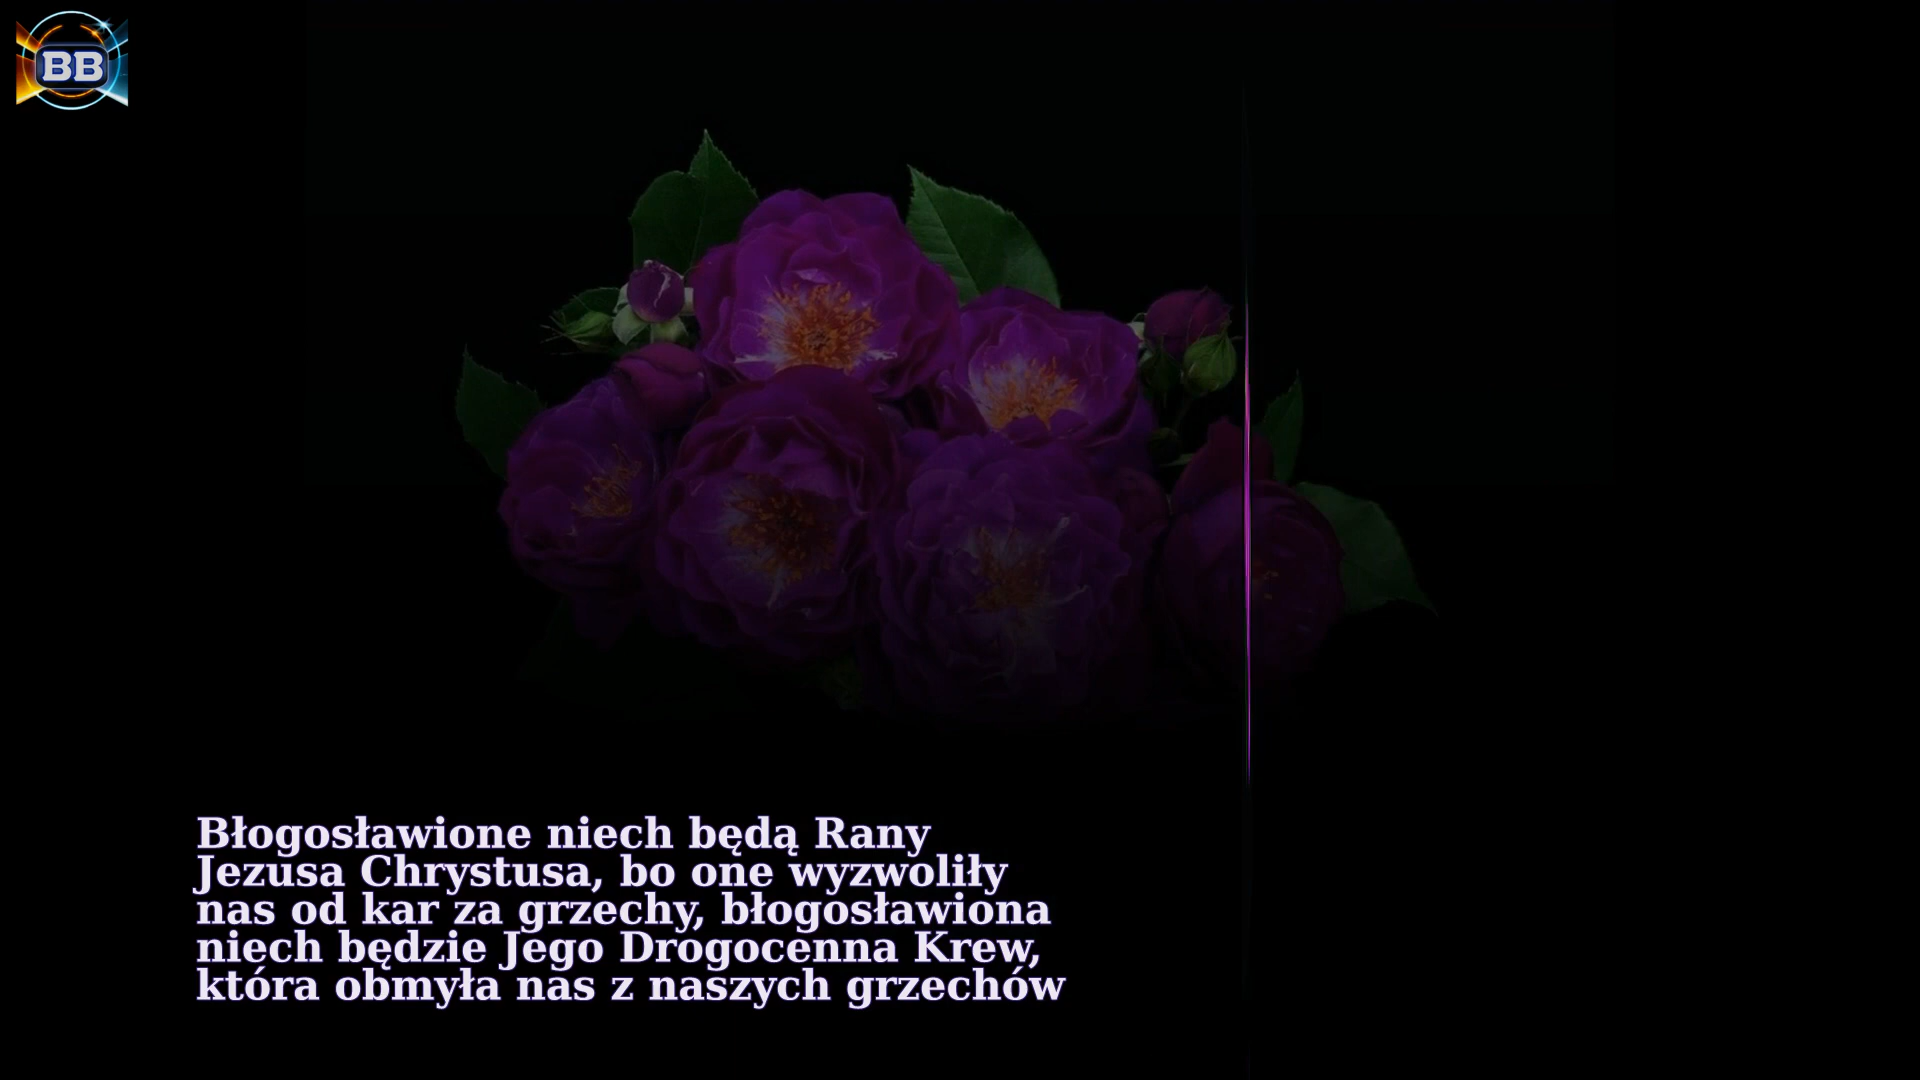 BB
Błogosławione niech będą Rany
Jezusa Chrystusa, bo one wyzwoliły
nas od kar za grzechy, błogosławiona
niech będzie Jego Drogocenna Krew,
która obmyła nas z naszych grzechów